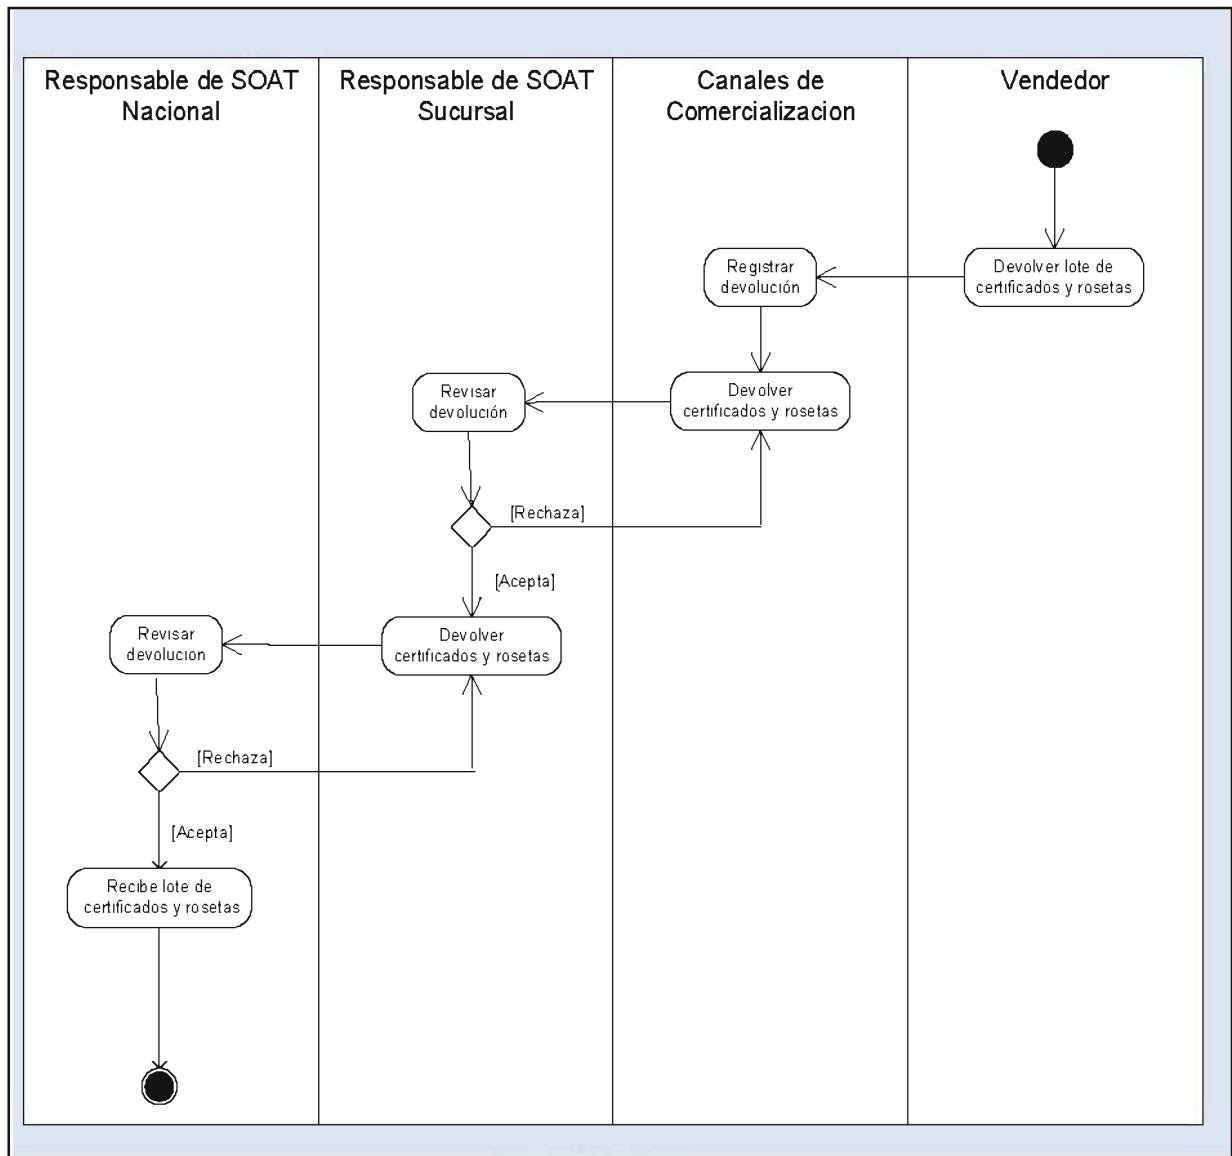 Responsable de SOAT
Nacional
Responsable de SOAT
Sucursal
Canales de
Comercializacion
Vendedor
Registrar
devolución
Devolver lote de
certificados y rosetas
Revisar
devolución
Devolver
certificados y rosetas
[Rechaza]
[Acepta]
Revisar
devolucion
Devolver
certificados y rosetas
[Rechaza]
[Acepta]
Recibe lote de
certificados y rosetas